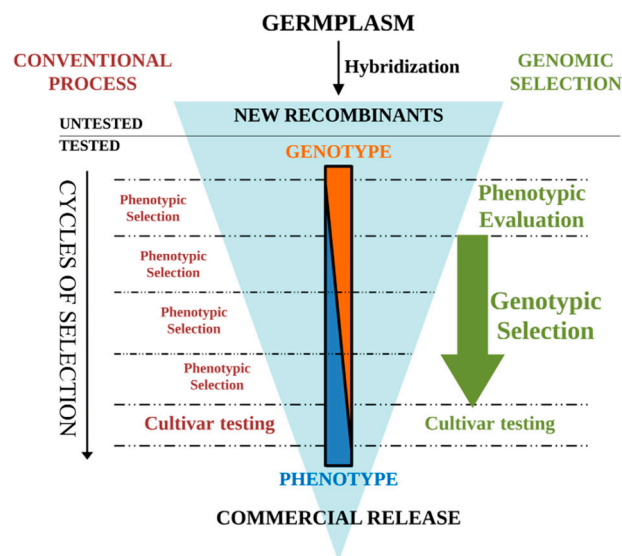 GERMPLASM
CONVENTIONAL
PROCESS
Hybridization
GENOMIC
SELECTION
NEW RECOMBINANTS
UNTESTED
TESTED
GENOTYPE
CYCLES OF SELECTION
Phenotypic
Selection
Phenotypic
Evaluation
Phenotypic
Selection
Phenotypic
Selection
Genotypic
Selection
Phenotypic
Selection
Cultivar testing
Cultivar testing
PHENOTYPE
COMMERCIAL RELEASE